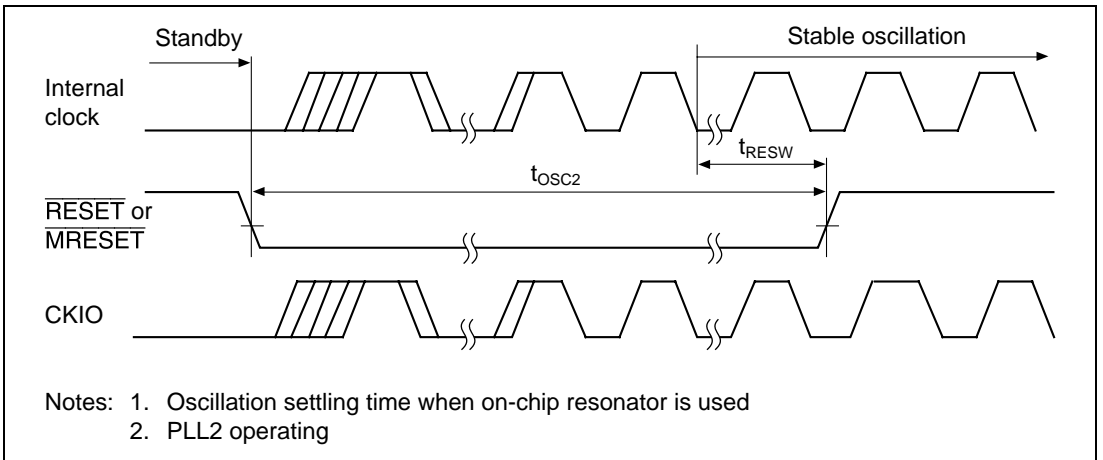 Standby
Stable oscillation
Internal
clock
tRESW
tOSC2
RESET or
MRESET
CKIO
Notes: 1. Oscillation settling time when on-chip resonator is used
2. PLL2 operating